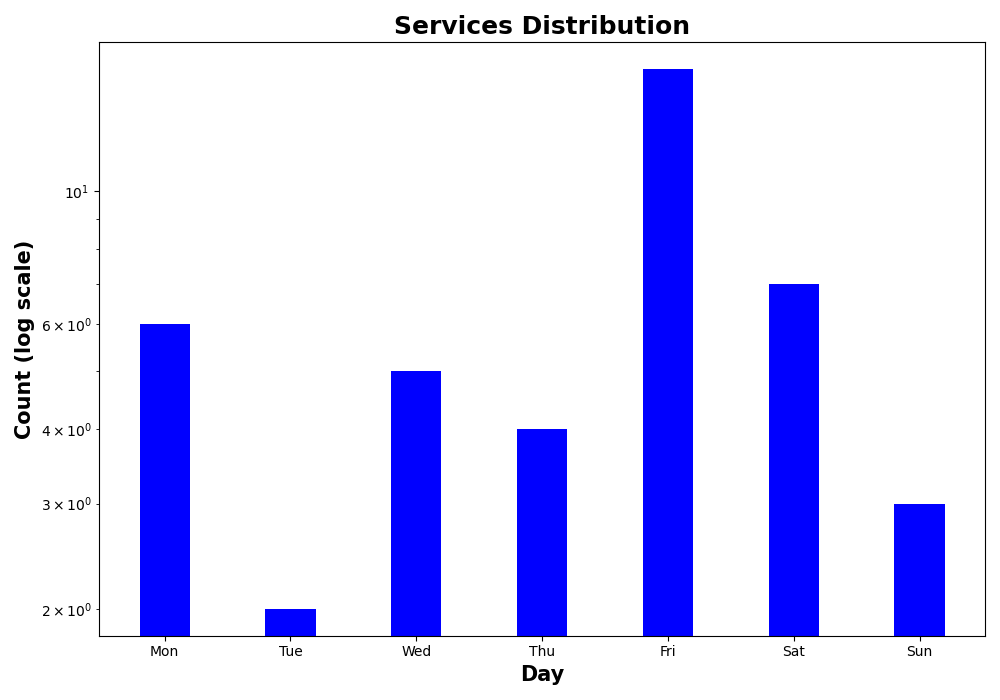 Services Distribution
Count (log scale)
10¹
6 × 10⁰
4 × 10⁰
3 × 10⁰
2 × 10⁰
Mon Tue Wed Thu Fri Sat Sun
Day